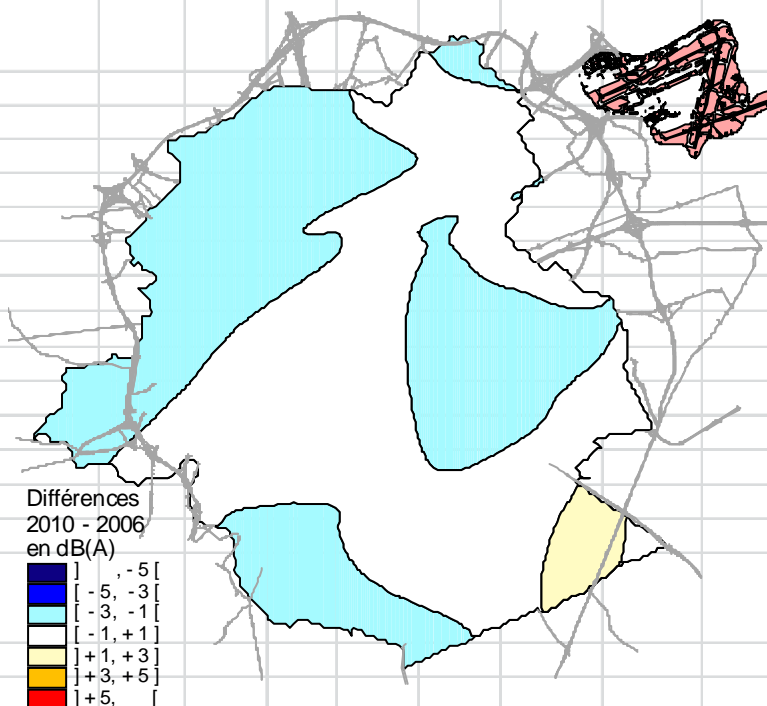 Différences
2010 - 2006
en dB(A)
] , - 5 [
[ - 5, - 3 [
[ - 3, - 1 [
[ - 1, + 1 ]
] + 1, + 3 ]
] + 3, + 5 ]
] + 5, [